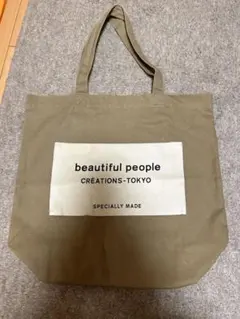 beautiful people
CREATIONS-TOKYO
SPECIALLY MADE